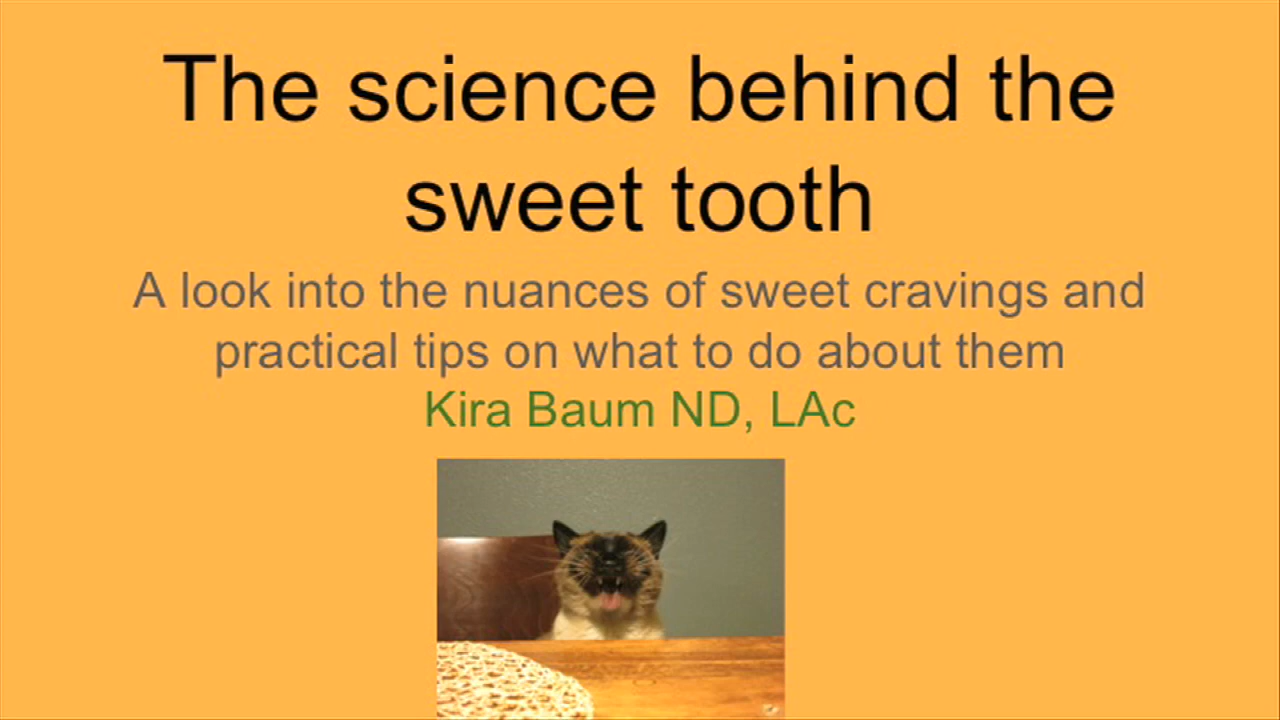 The science behind the
sweet tooth
A look into the nuances of sweet cravings and
practical tips on what to do about them
Kira Baum ND, LAc